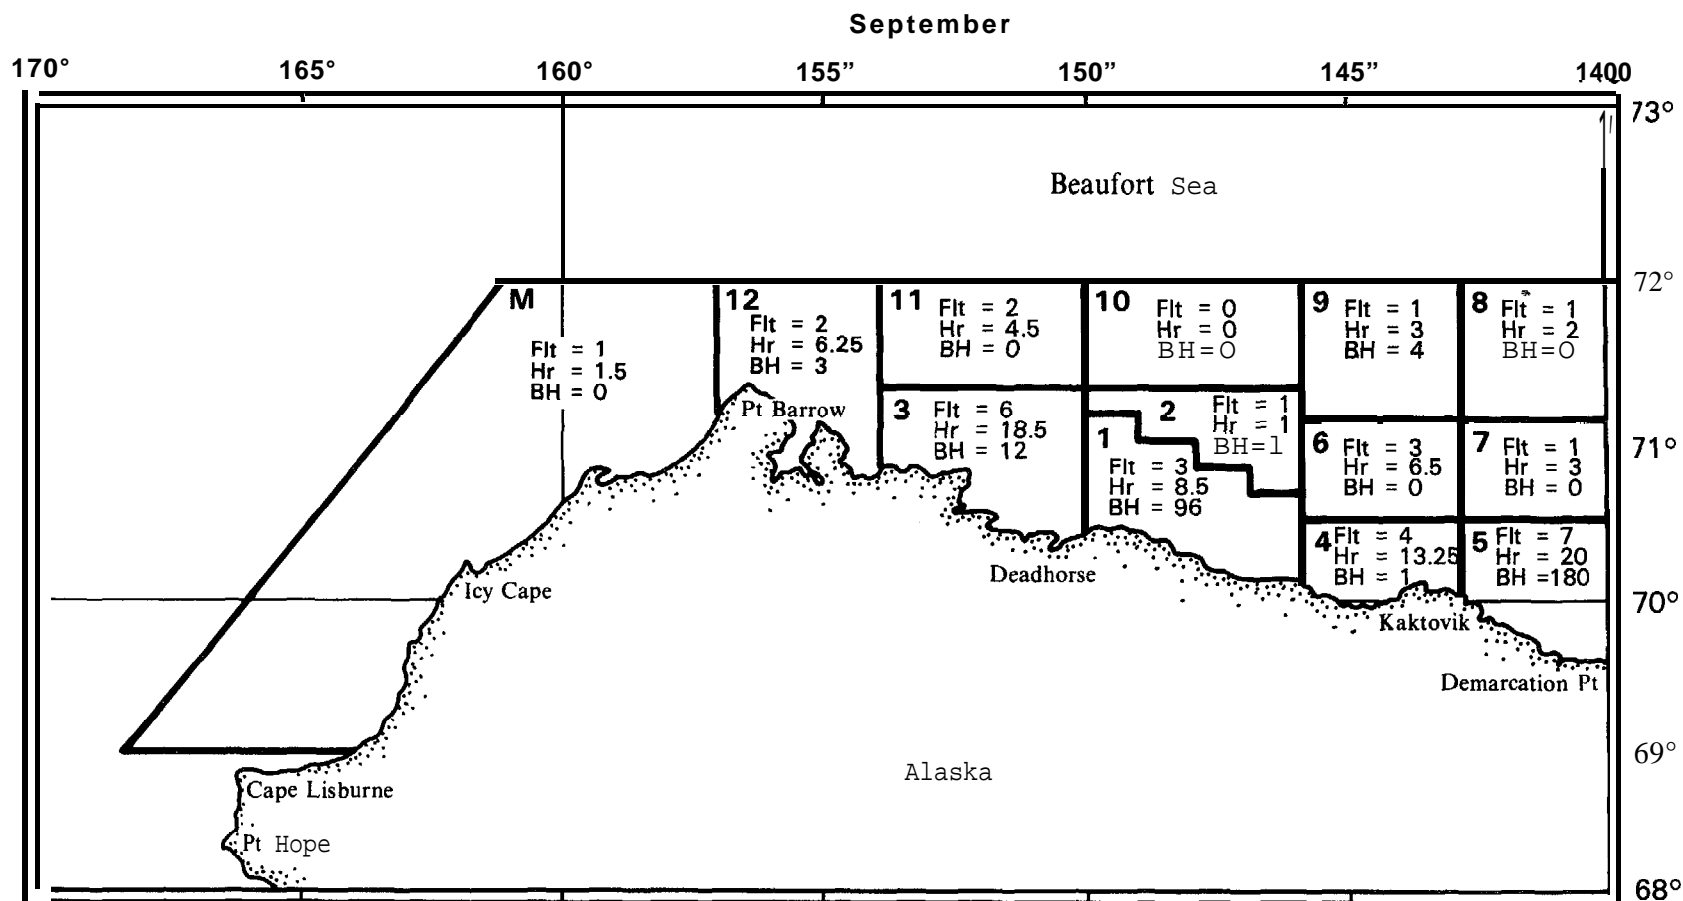 September
170° 165° 160° 155” 150” 145” 1400
73°
Beaufort Sea
72°
M
Flt = 1
Hr = 1.5
BH = 0
12
Flt = 2
Hr = 6.25
BH = 3
11
Flt = 2
Hr = 4.5
BH = 0
10
Flt = 0
Hr = 0
BH=O
9
Flt = 1
Hr = 3
BH = 4
8
Flt = 1
Hr = 2
BH=O
Pt Barrow
3
Flt = 6
Hr = 18.5
BH = 12
2
Flt = 1
Hr = 1
BH=l
1
Flt = 3
Hr = 8.5
BH = 96
6
Flt = 3
Hr = 6.5
BH = 0
7
Flt = 1
Hr = 3
BH = 0
71°
4
Flt = 4
Hr = 13.25
BH = 1
5
Flt = 7
Hr = 20
BH =180
Icy Cape
Deadhorse
70°
Kaktovik
Demarcation Pt
69°
Alaska
Cape Lisburne
Pt Hope
68°